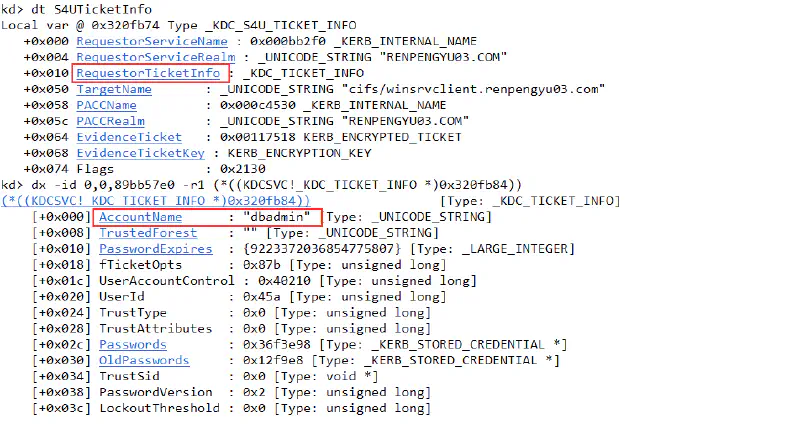 kd> dt S4UTicketInfo
Local var @ 0x320fb74 Type _KDC_S4U_TICKET_INFO
+0x000 RequestorServiceName : 0x000bb2f0 _KERB_INTERNAL_NAME
+0x004 RequestorServiceRealm : _UNICODE_STRING "RENPENGYU03.COM"
+0x010 RequestorTicketInfo : _KDC_TICKET_INFO
+0x050 TargetName : _UNICODE_STRING "cifs/winsrvclient.renpengyu03.com"
+0x058 PACCName : 0x000c4530 _KERB_INTERNAL_NAME
+0x05c PACCRealm : _UNICODE_STRING "RENPENGYU03.COM"
+0x064 EvidenceTicket : 0x00117518 KERB_ENCRYPTED_TICKET
+0x068 EvidenceTicketKey : KERB_ENCRYPTION_KEY
+0x074 Flags : 0x2130
kd> dx -id 0,0,89bb57e0 -r1 (*((KDCSVC!_KDC_TICKET_INFO *)0x320fb84))
(*((KDCSVC!_KDC_TICKET_INFO *)0x320fb84)) [Type: _KDC_TICKET_INFO]
[+0x000] AccountName : "dbadmin" [Type: _UNICODE_STRING]
[+0x008] TrustedForest : "" [Type: _UNICODE_STRING]
[+0x010] PasswordExpires : {9223372036854775807} [Type: _LARGE_INTEGER]
[+0x018] fTicketOpts : 0x87b [Type: unsigned long]
[+0x01c] UserAccountControl : 0x40210 [Type: unsigned long]
[+0x020] UserId : 0x45a [Type: unsigned long]
[+0x024] TrustType : 0x0 [Type: unsigned long]
[+0x028] TrustAttributes : 0x0 [Type: unsigned long]
[+0x02c] Passwords : 0x36f3e98 [Type: _KERB_STORED_CREDENTIAL *]
[+0x030] OldPasswords : 0x12f9e8 [Type: _KERB_STORED_CREDENTIAL *]
[+0x034] TrustSid : 0x0 [Type: void *]
[+0x038] PasswordVersion : 0x2 [Type: unsigned long]
[+0x03c] LockoutThreshold : 0x0 [Type: unsigned long]